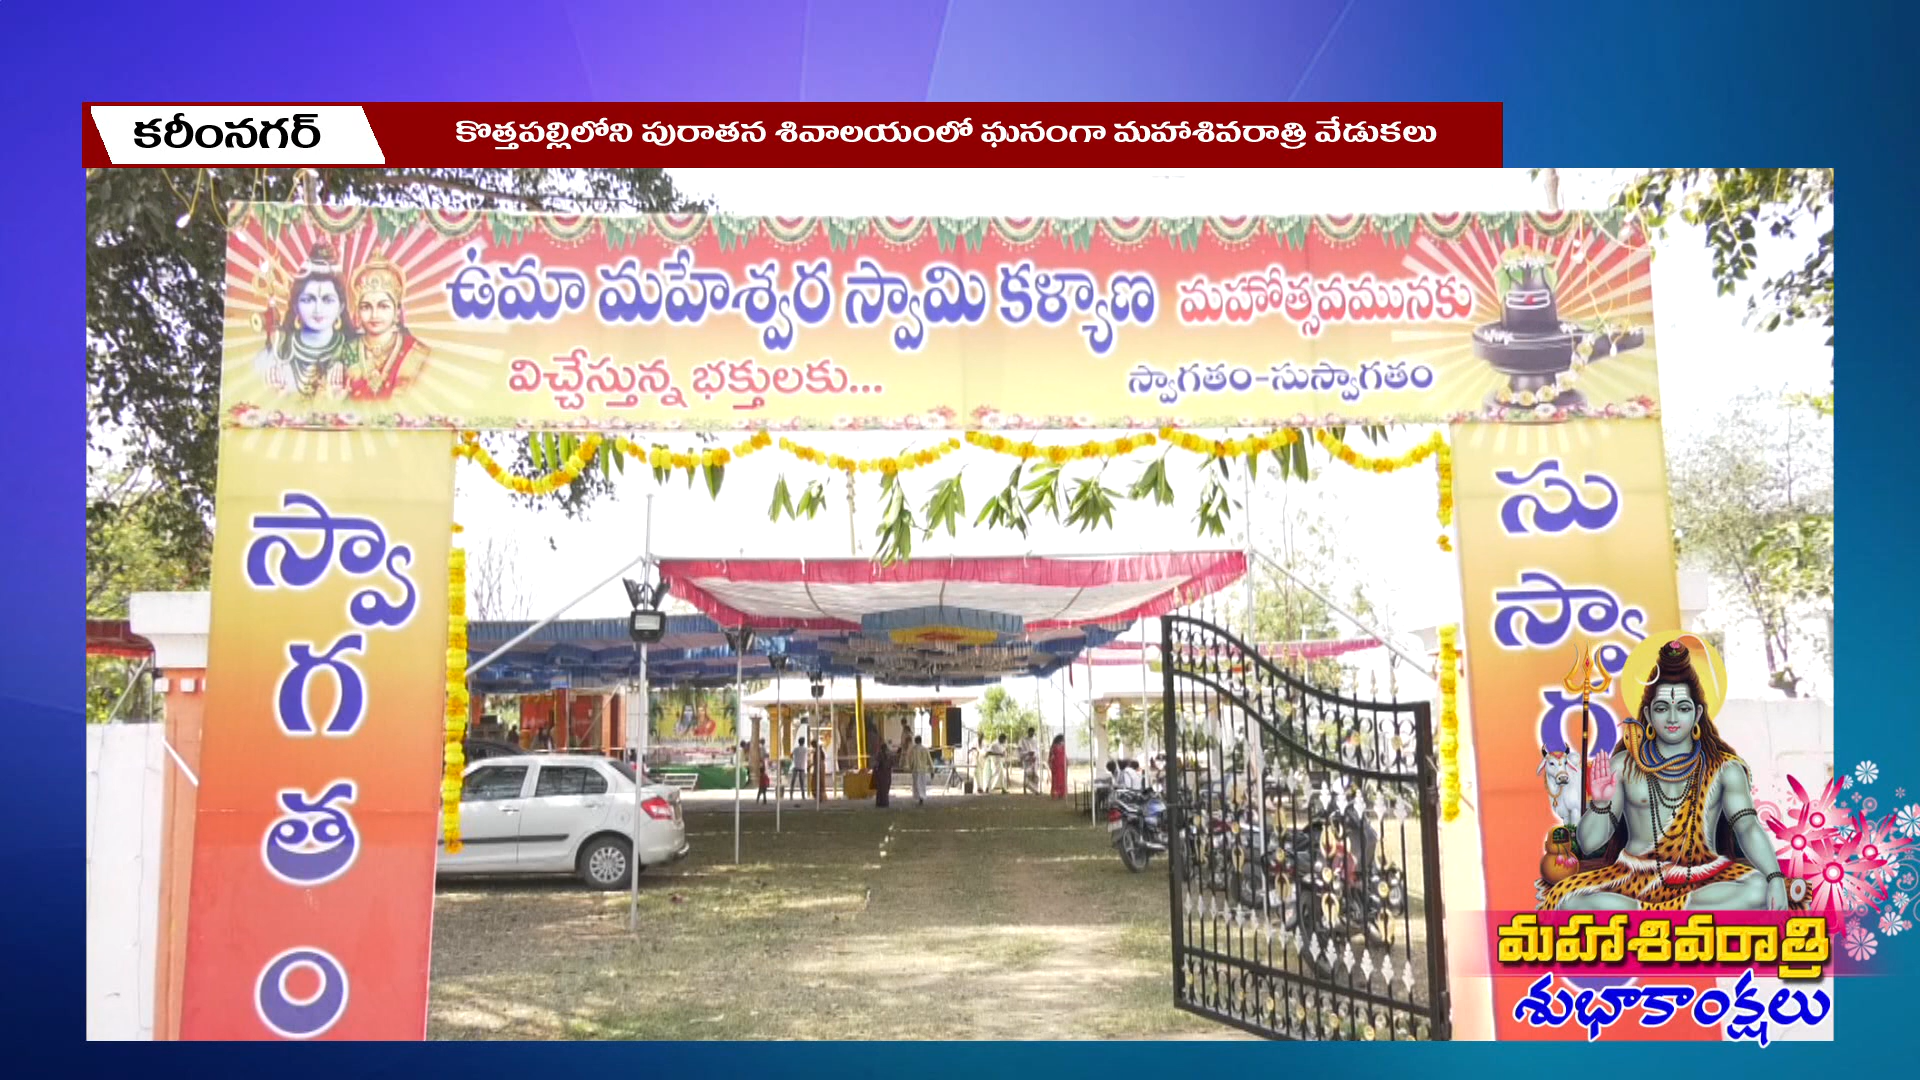 కరీంనగర్
కొత్తపల్లిలోని పురాతన శివాలయంలో ఘనంగా మహాశివరాత్రి వేడుకలు
ఉమా మహేశ్వర స్వామి కళ్యాణ మహోత్సవమునకు
విచ్చేస్తున్న భక్తులకు... స్వాగతం-సుస్వాగతం
స్వాగతం
సుస్వాగ
మహాశివరాత్రి
శుభాకాంక్షలు